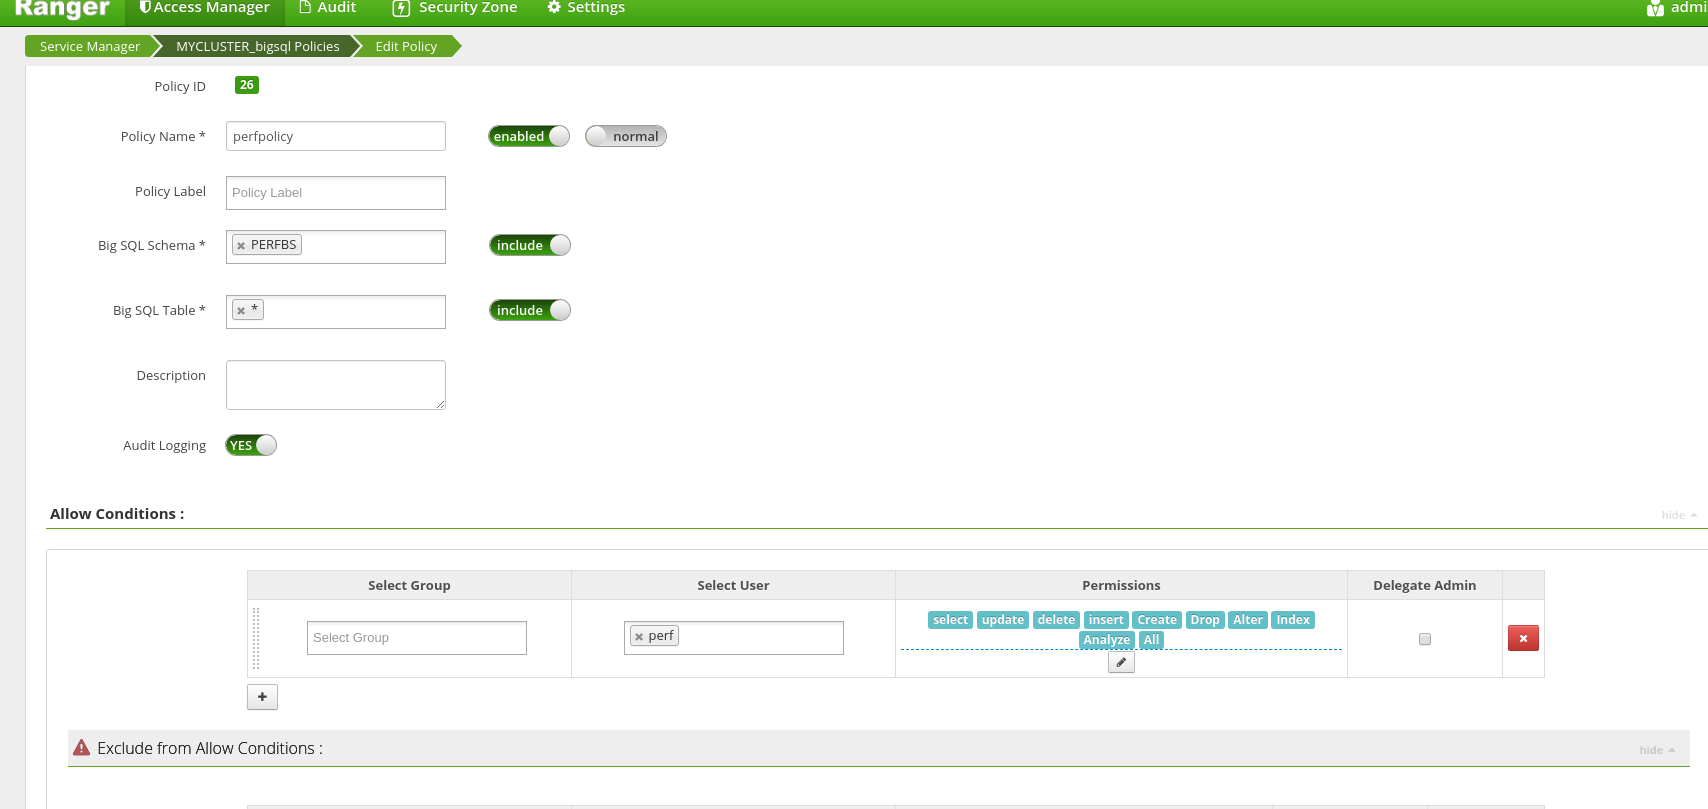 Ranger Access Manager Audit Security Zone Settings admi
Service Manager MYCLUSTER_bigsql Policies Edit Policy
Policy ID 26
Policy Name * perfpolicy enabled normal
Policy Label Policy Label
Big SQL Schema * PERFBS include
Big SQL Table * * include
Description
Audit Logging YES
Allow Conditions :
hide
Select Group Select User Permissions Delegate Admin
select update delete insert Create Drop Alter Index
Select Group perf Analyze All
Exclude from Allow Conditions :
hide